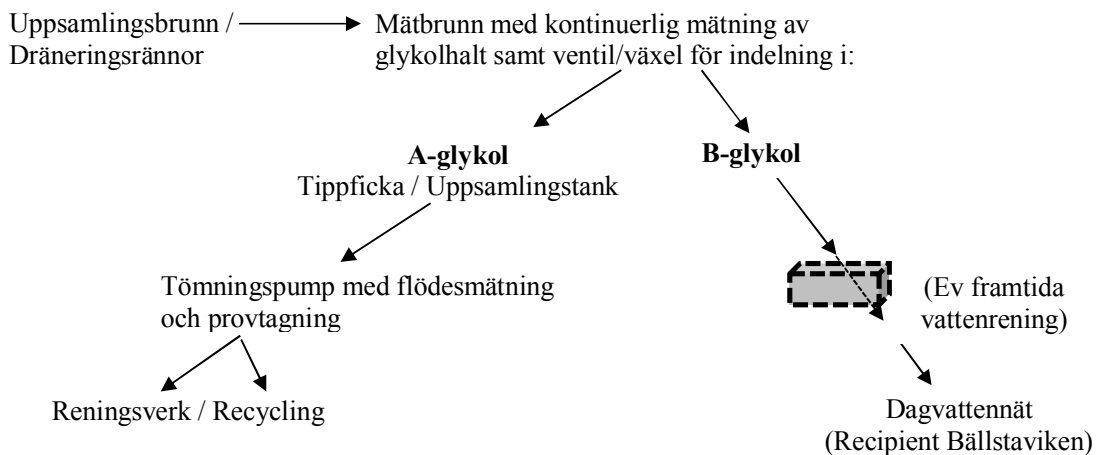 Uppsamlingsbrunn /
Dräneringsrännor
Mätbrunn med kontinuerlig mätning av
glykolhalt samt ventil/växel för indelning i:
A-glykol
Tippficka / Uppsamlingstank
B-glykol
Tömningspump med flödesmätning
och provtagning
(Ev framtida
vattenrening)
Reningsverk / Recycling
Dagvattennät
(Recipient Bällstaviken)